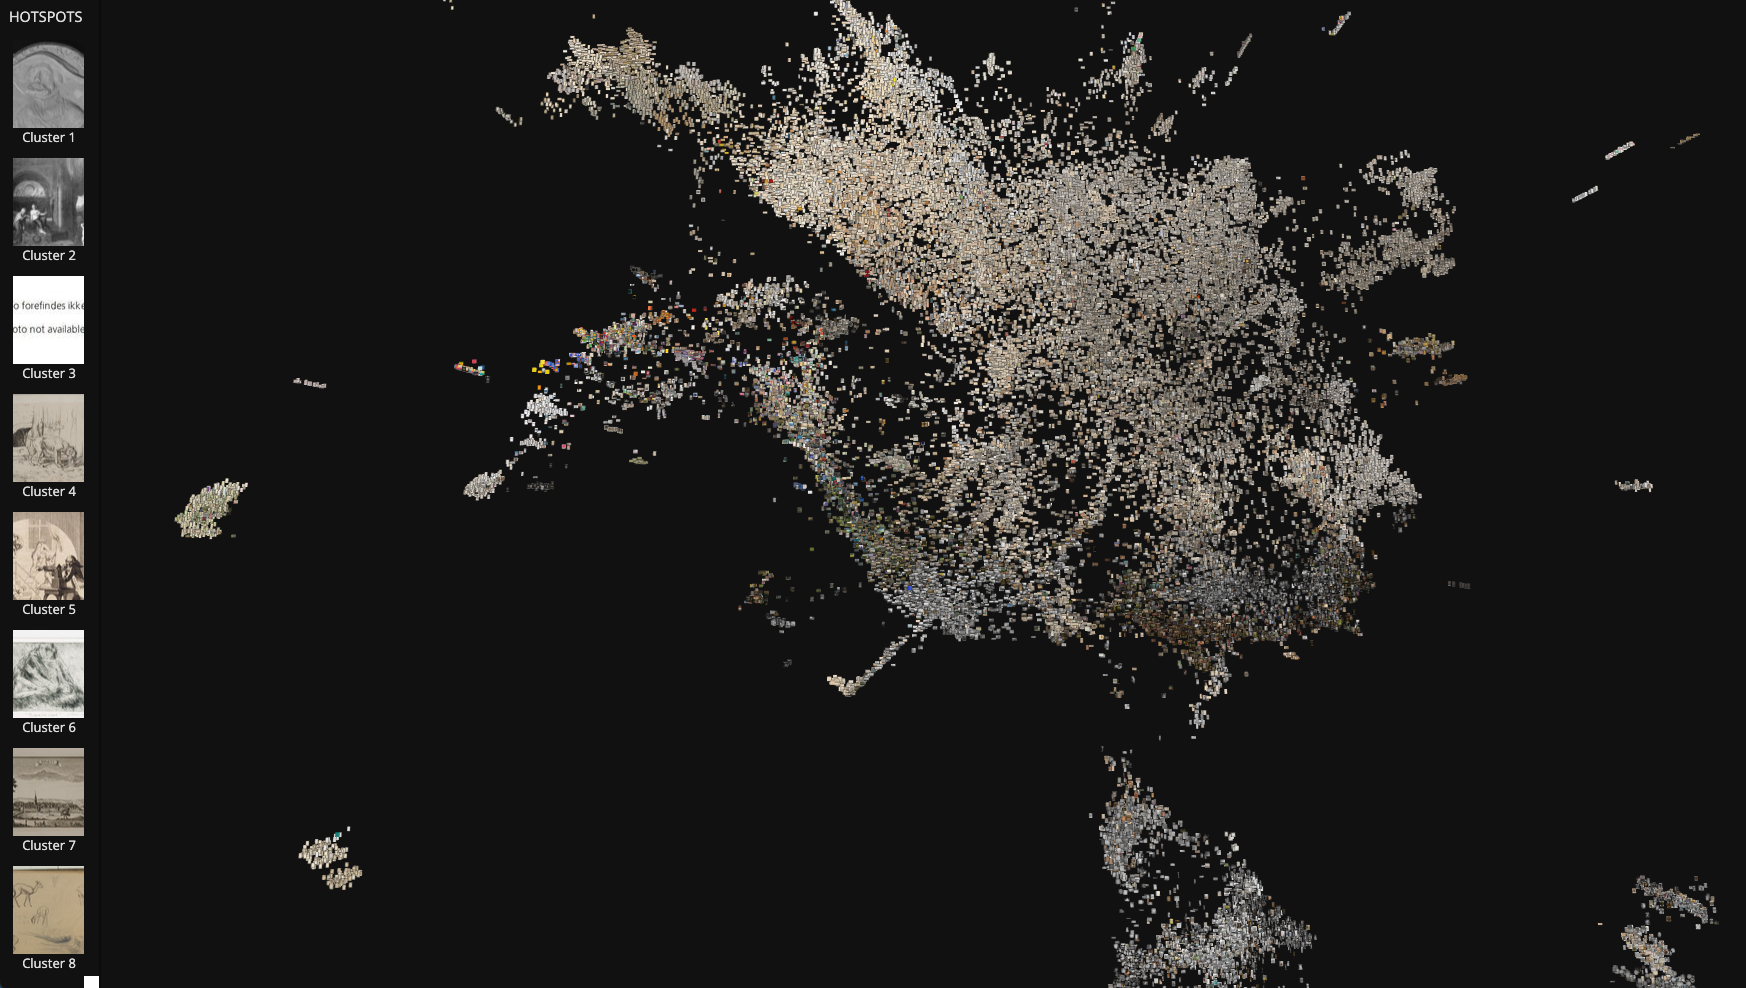 HOTSPOTS
Cluster 1
Cluster 2
o forefindes ikke
oto not available
Cluster 3
Cluster 4
Cluster 5
Cluster 6
Cluster 7
Cluster 8